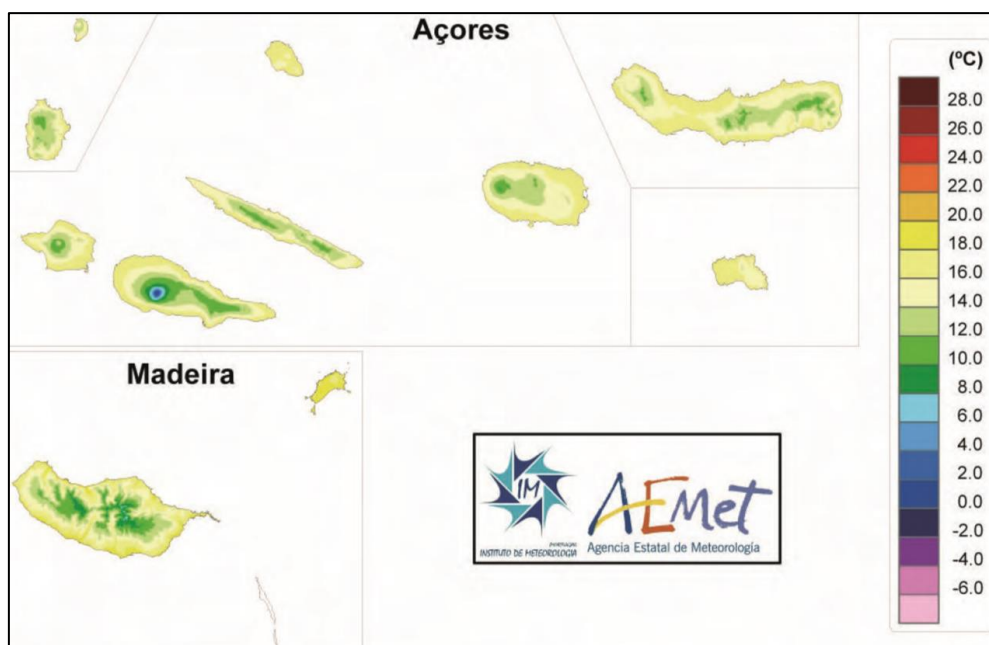 Açores
(ºC)
28.0
26.0
24.0
22.0
20.0
18.0
16.0
14.0
12.0
10.0
8.0
6.0
4.0
2.0
0.0
-2.0
-4.0
-6.0
Madeira
IM
PORTUGAL
INSTITUTO DE METEOROLOGIA
AEMet
Agencia Estatal de Meteorología